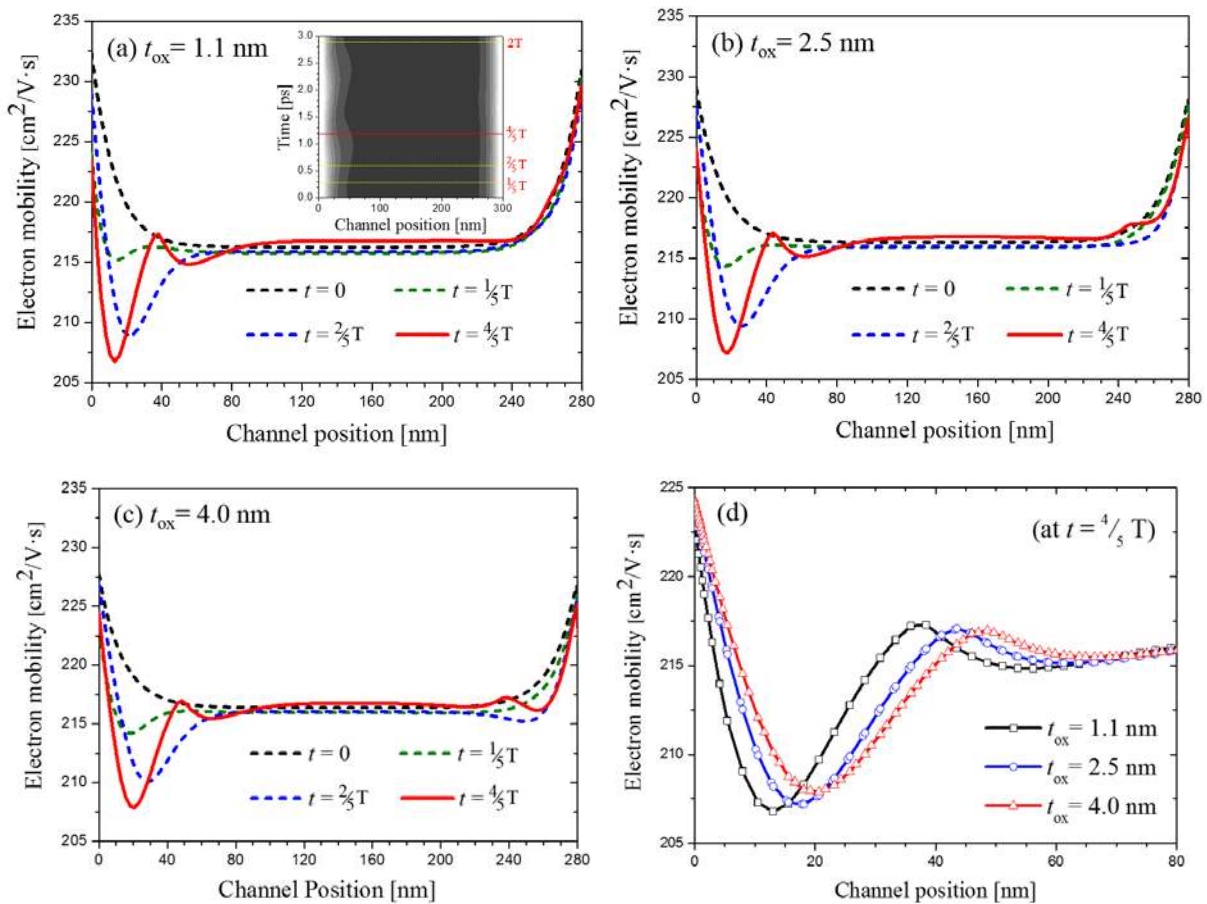 (a) tox= 1.1 nm
Electron mobility [cm²/V·s]
235
230
225
220
215
210
205
0 40 80 120 160 200 240 280
Channel position [nm]
Time [ps]
3.0
2.5
2.0
1.5
1.0
0.5
0.0
0 100 200 300
Channel position [nm]
2T
⅘T
⅖T
⅕T
t = 0
t = ⅕T
t = ⅖T
t = ⅘T
(b) tox= 2.5 nm
Electron mobility [cm²/V·s]
235
230
225
220
215
210
205
0 40 80 120 160 200 240 280
Channel position [nm]
t = 0
t = ⅕T
t = ⅖T
t = ⅘T
(c) tox= 4.0 nm
Electron mobility [cm²/V·s]
235
230
225
220
215
210
205
0 40 80 120 160 200 240 280
Channel Position [nm]
t = 0
t = ⅕T
t = ⅖T
t = ⅘T
(d)
(at t = ⁴/₅ T)
Electron mobility [cm²/V·s]
225
220
215
210
205
0 20 40 60 80
Channel position [nm]
tox= 1.1 nm
tox= 2.5 nm
tox= 4.0 nm